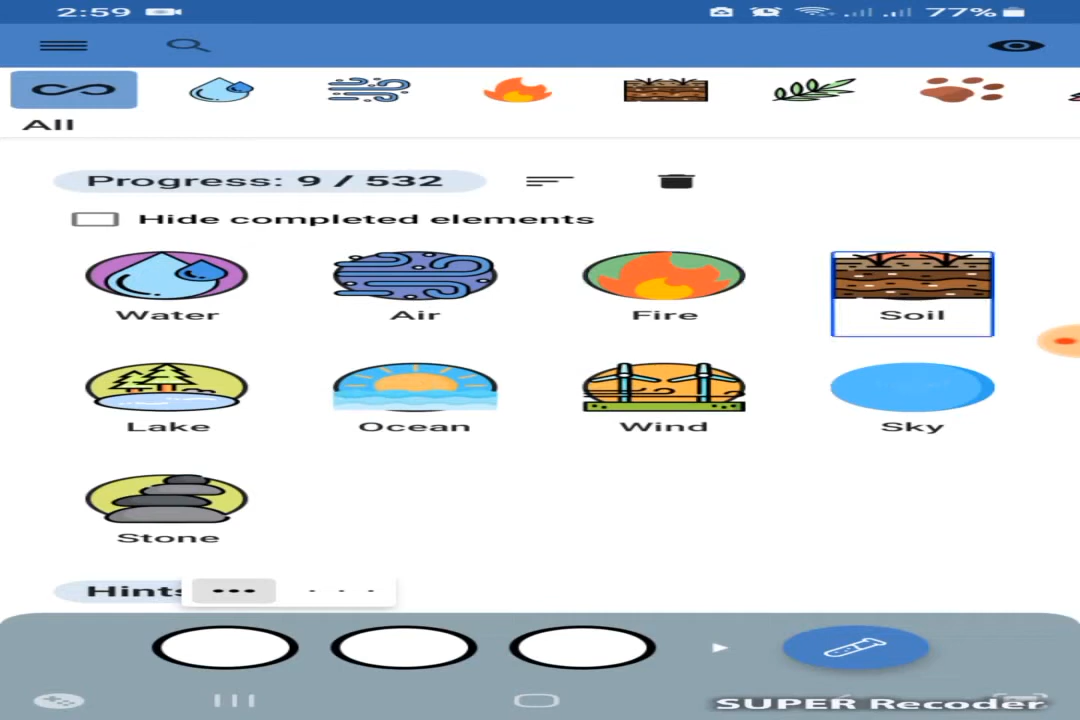 2:59 77%
All
Progress: 9 / 532
Hide completed elements
Water Air Fire Soil
Lake Ocean Wind Sky
Stone
Hints
SUPER Recoder